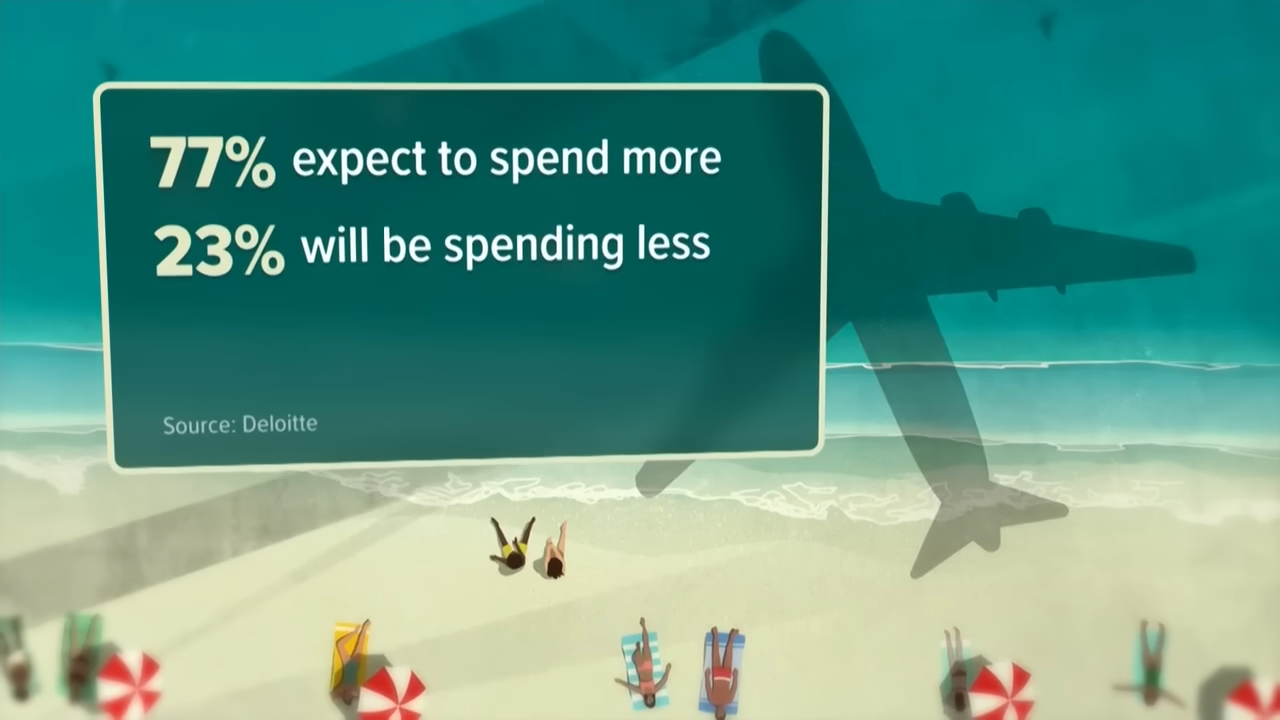 77% expect to spend more
23% will be spending less
Source: Deloitte